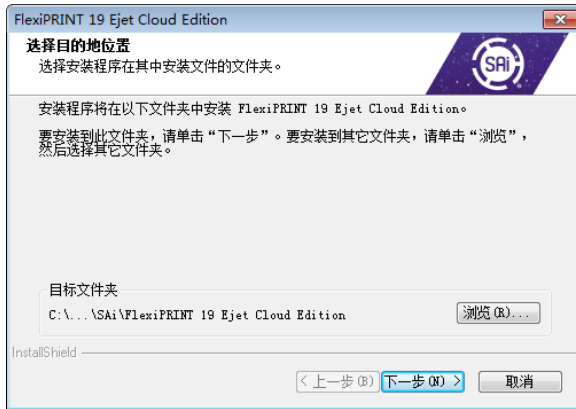 FlexiPRINT 19 Ejet Cloud Edition
选择目的地位置
选择安装程序在其中安装文件的文件夹。
SAi
安装程序将在以下文件夹中安装 FlexiPRINT 19 Ejet Cloud Edition。
要安装到此文件夹，请单击“下一步”。要安装到其它文件夹，请单击“浏览”，
然后选择其它文件夹。
目标文件夹
C:\...\SAi\FlexiPRINT 19 Ejet Cloud Edition
浏览(R)...
InstallShield
< 上一步(B) 下一步(N) > 取消